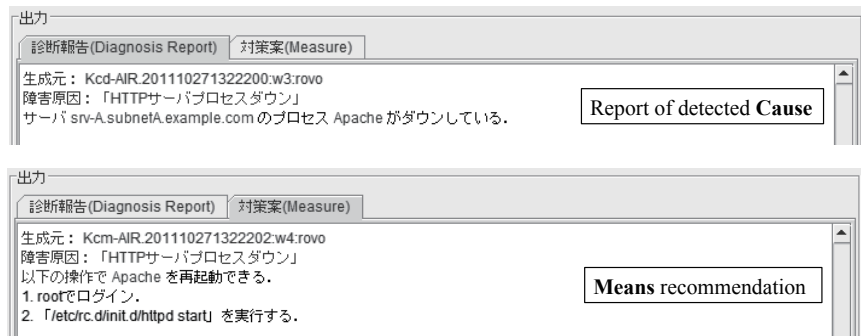 出力
診断報告(Diagnosis Report) 対策案(Measure)
生成元： Kcd-AIR.201110271322200:w3:rovo
障害原因：「HTTPサーバプロセスダウン」
サーバ srv-A.subnetA.example.com のプロセス Apache がダウンしている．
Report of detected Cause
出力
診断報告(Diagnosis Report) 対策案(Measure)
生成元： Kcm-AIR.201110271322202:w4:rovo
障害原因：「HTTPサーバプロセスダウン」
以下の操作で Apache を再起動できる．
1. rootでログイン．
2. 「/etc/rc.d/init.d/httpd start」を実行する．
Means recommendation